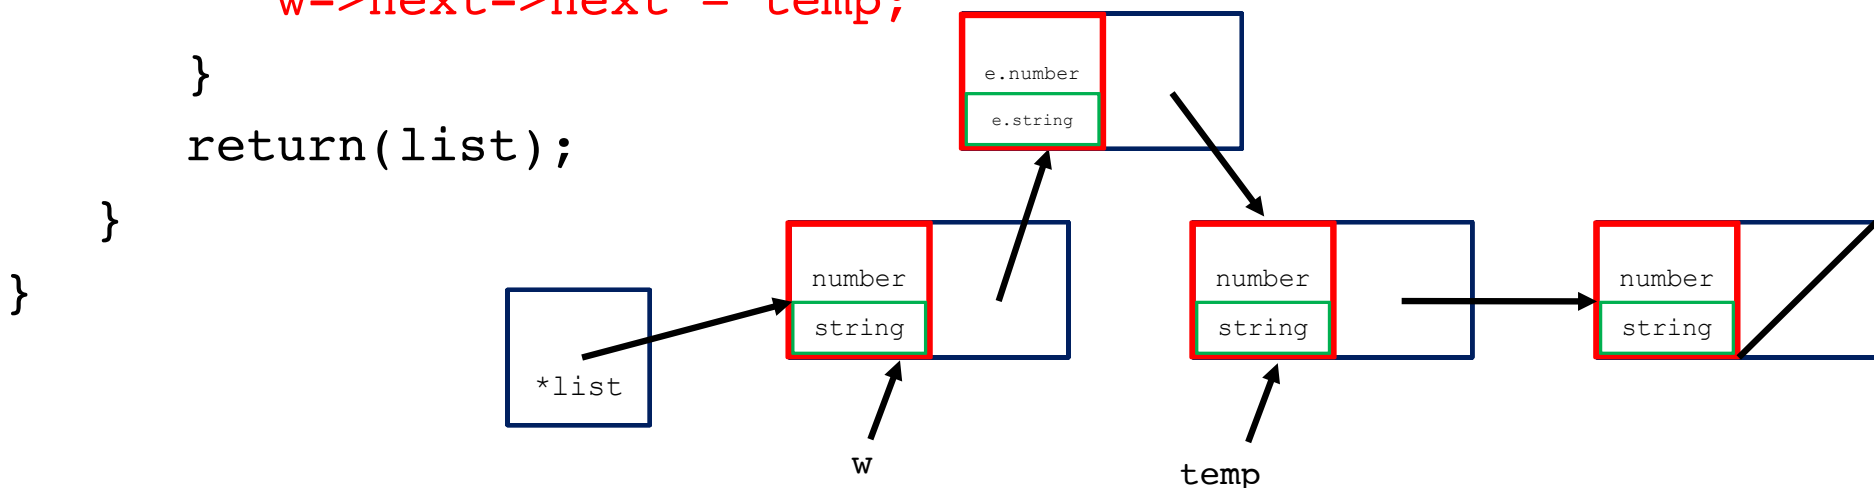 w->next->next = temp;
}
return(list);
}
}
e.number
e.string
number
string
number
string
number
string
*list
w
temp